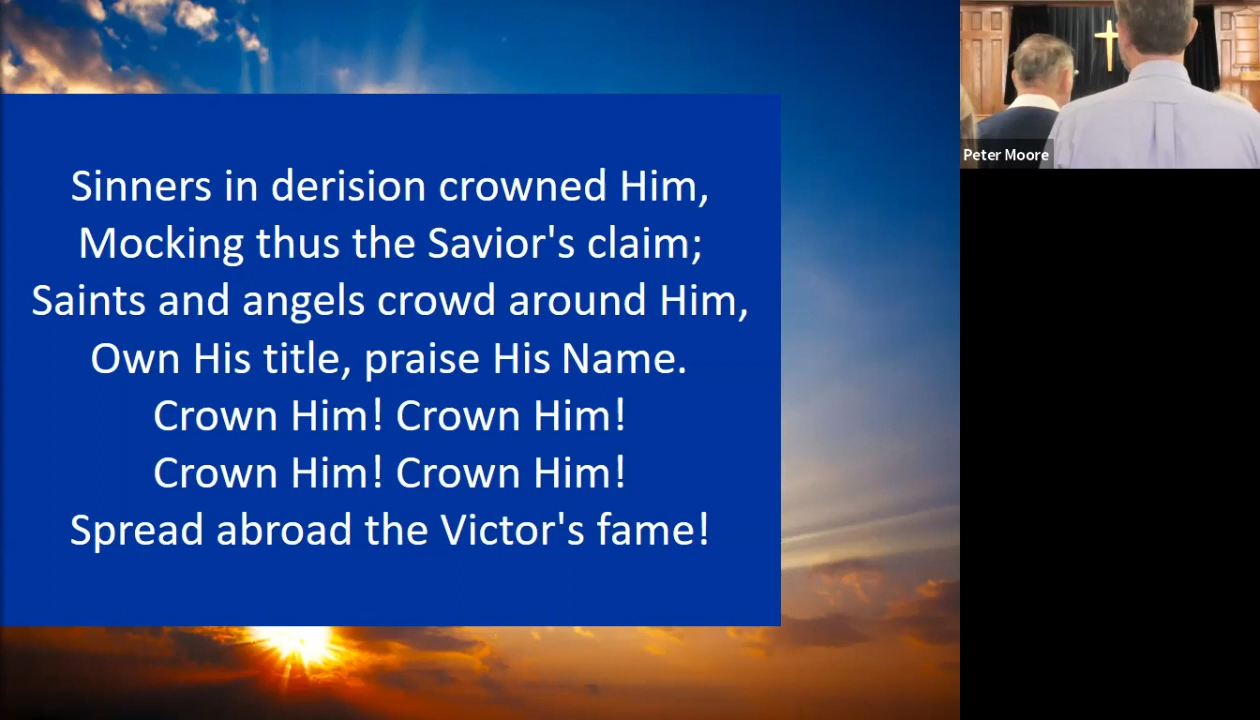 Sinners in derision crowned Him,
Mocking thus the Savior's claim;
Saints and angels crowd around Him,
Own His title, praise His Name.
Crown Him! Crown Him!
Crown Him! Crown Him!
Spread abroad the Victor's fame!
Peter Moore